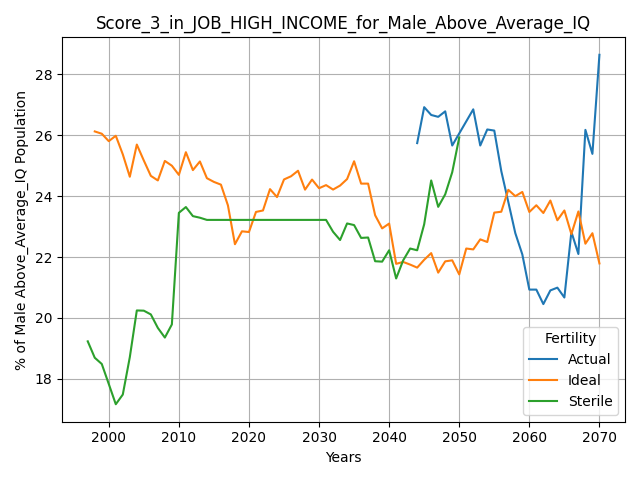 Score_3_in_JOB_HIGH_INCOME_for_Male_Above_Average_IQ
% of Male Above_Average_IQ Population
28
26
24
22
20
18
2000 2010 2020 2030 2040 2050 2060 2070
Years
Fertility
Actual
Ideal
Sterile